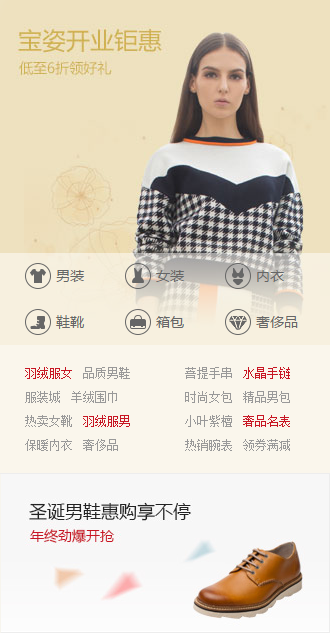 宝姿开业钜惠
低至6折领好礼
男装 女装 内衣
鞋靴 箱包 奢侈品
羽绒服女 品质男鞋 菩提手串 水晶手链
服装城 羊绒围巾 时尚女包 精品男包
热卖女靴 羽绒服男 小叶紫檀 奢品名表
保暖内衣 奢侈品 热销腕表 领券满减
圣诞男鞋惠购享不停
年终劲爆开抢